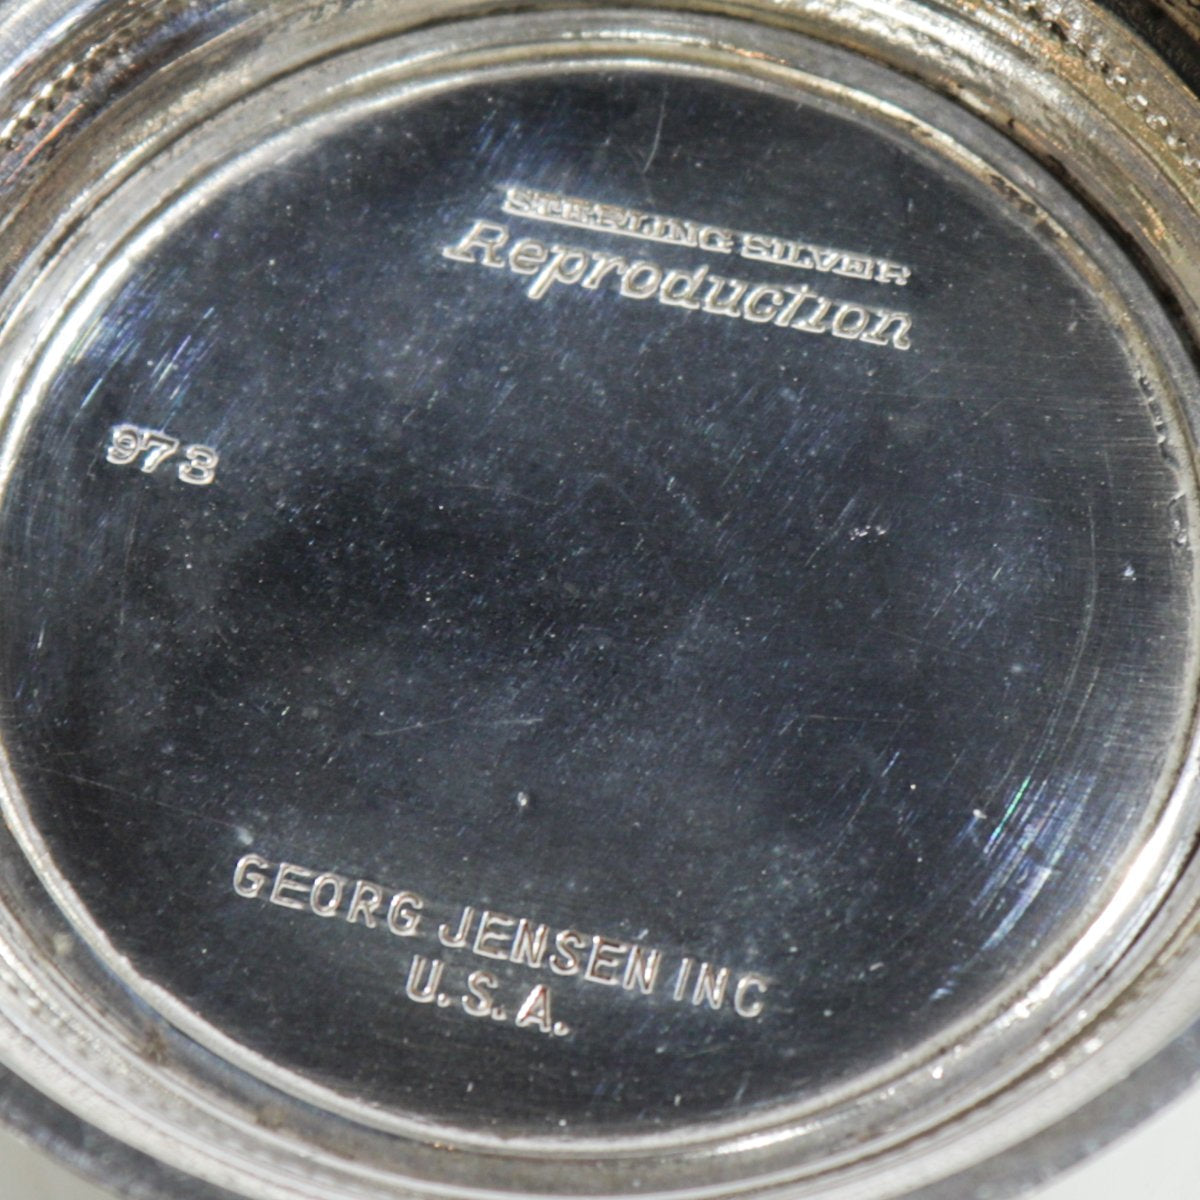 STERLING SILVER
Reproduction
973
GEORG JENSEN INC
U.S.A.